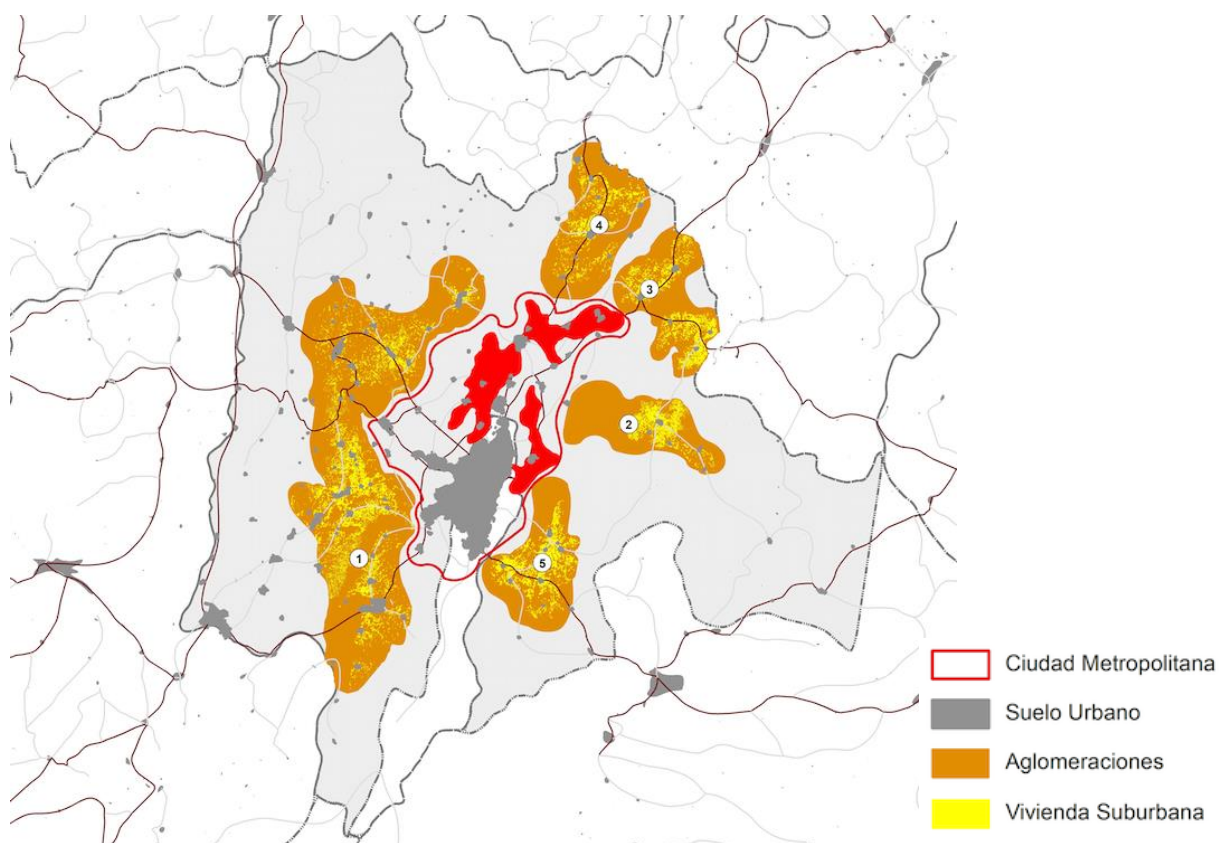 4
3
2
1
5
Ciudad Metropolitana
Suelo Urbano
Aglomeraciones
Vivienda Suburbana